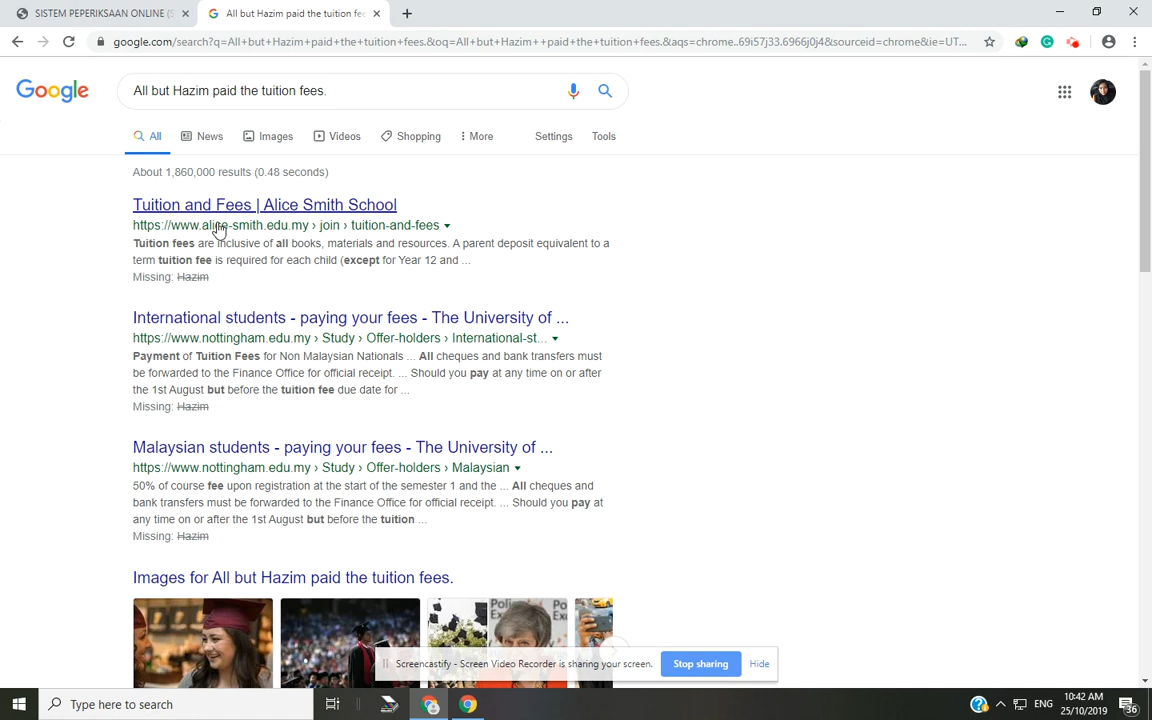 SISTEM PEPERIKSAAN ONLINE (S
All but Hazim paid the tuition fee
google.com/search?q=All+but+Hazim+paid+the+tuition+fees.&oq=All+but+Hazim++paid+the+tuition+fees.&aqs=chrome..69i57j33.6966j0j4&sourceid=chrome&ie=UT...
Google
All but Hazim paid the tuition fees.
All News Images Videos Shopping More Settings Tools
About 1,860,000 results (0.48 seconds)
Tuition and Fees | Alice Smith School
https://www.alice-smith.edu.my › join › tuition-and-fees
Tuition fees are inclusive of all books, materials and resources. A parent deposit equivalent to a
term tuition fee is required for each child (except for Year 12 and ...
Missing: Hazim
International students - paying your fees - The University of ...
https://www.nottingham.edu.my › Study › Offer-holders › International-st...
Payment of Tuition Fees for Non Malaysian Nationals ... All cheques and bank transfers must
be forwarded to the Finance Office for official receipt. ... Should you pay at any time on or after
the 1st August but before the tuition fee due date for ...
Missing: Hazim
Malaysian students - paying your fees - The University of ...
https://www.nottingham.edu.my › Study › Offer-holders › Malaysian
50% of course fee upon registration at the start of the semester 1 and the ... All cheques and
bank transfers must be forwarded to the Finance Office for official receipt. ... Should you pay at
any time on or after the 1st August but before the tuition ...
Missing: Hazim
Images for All but Hazim paid the tuition fees.
Screencastify - Screen Video Recorder is sharing your screen. Stop sharing Hide
Type here to search
ENG
10:42 AM
25/10/2019
36